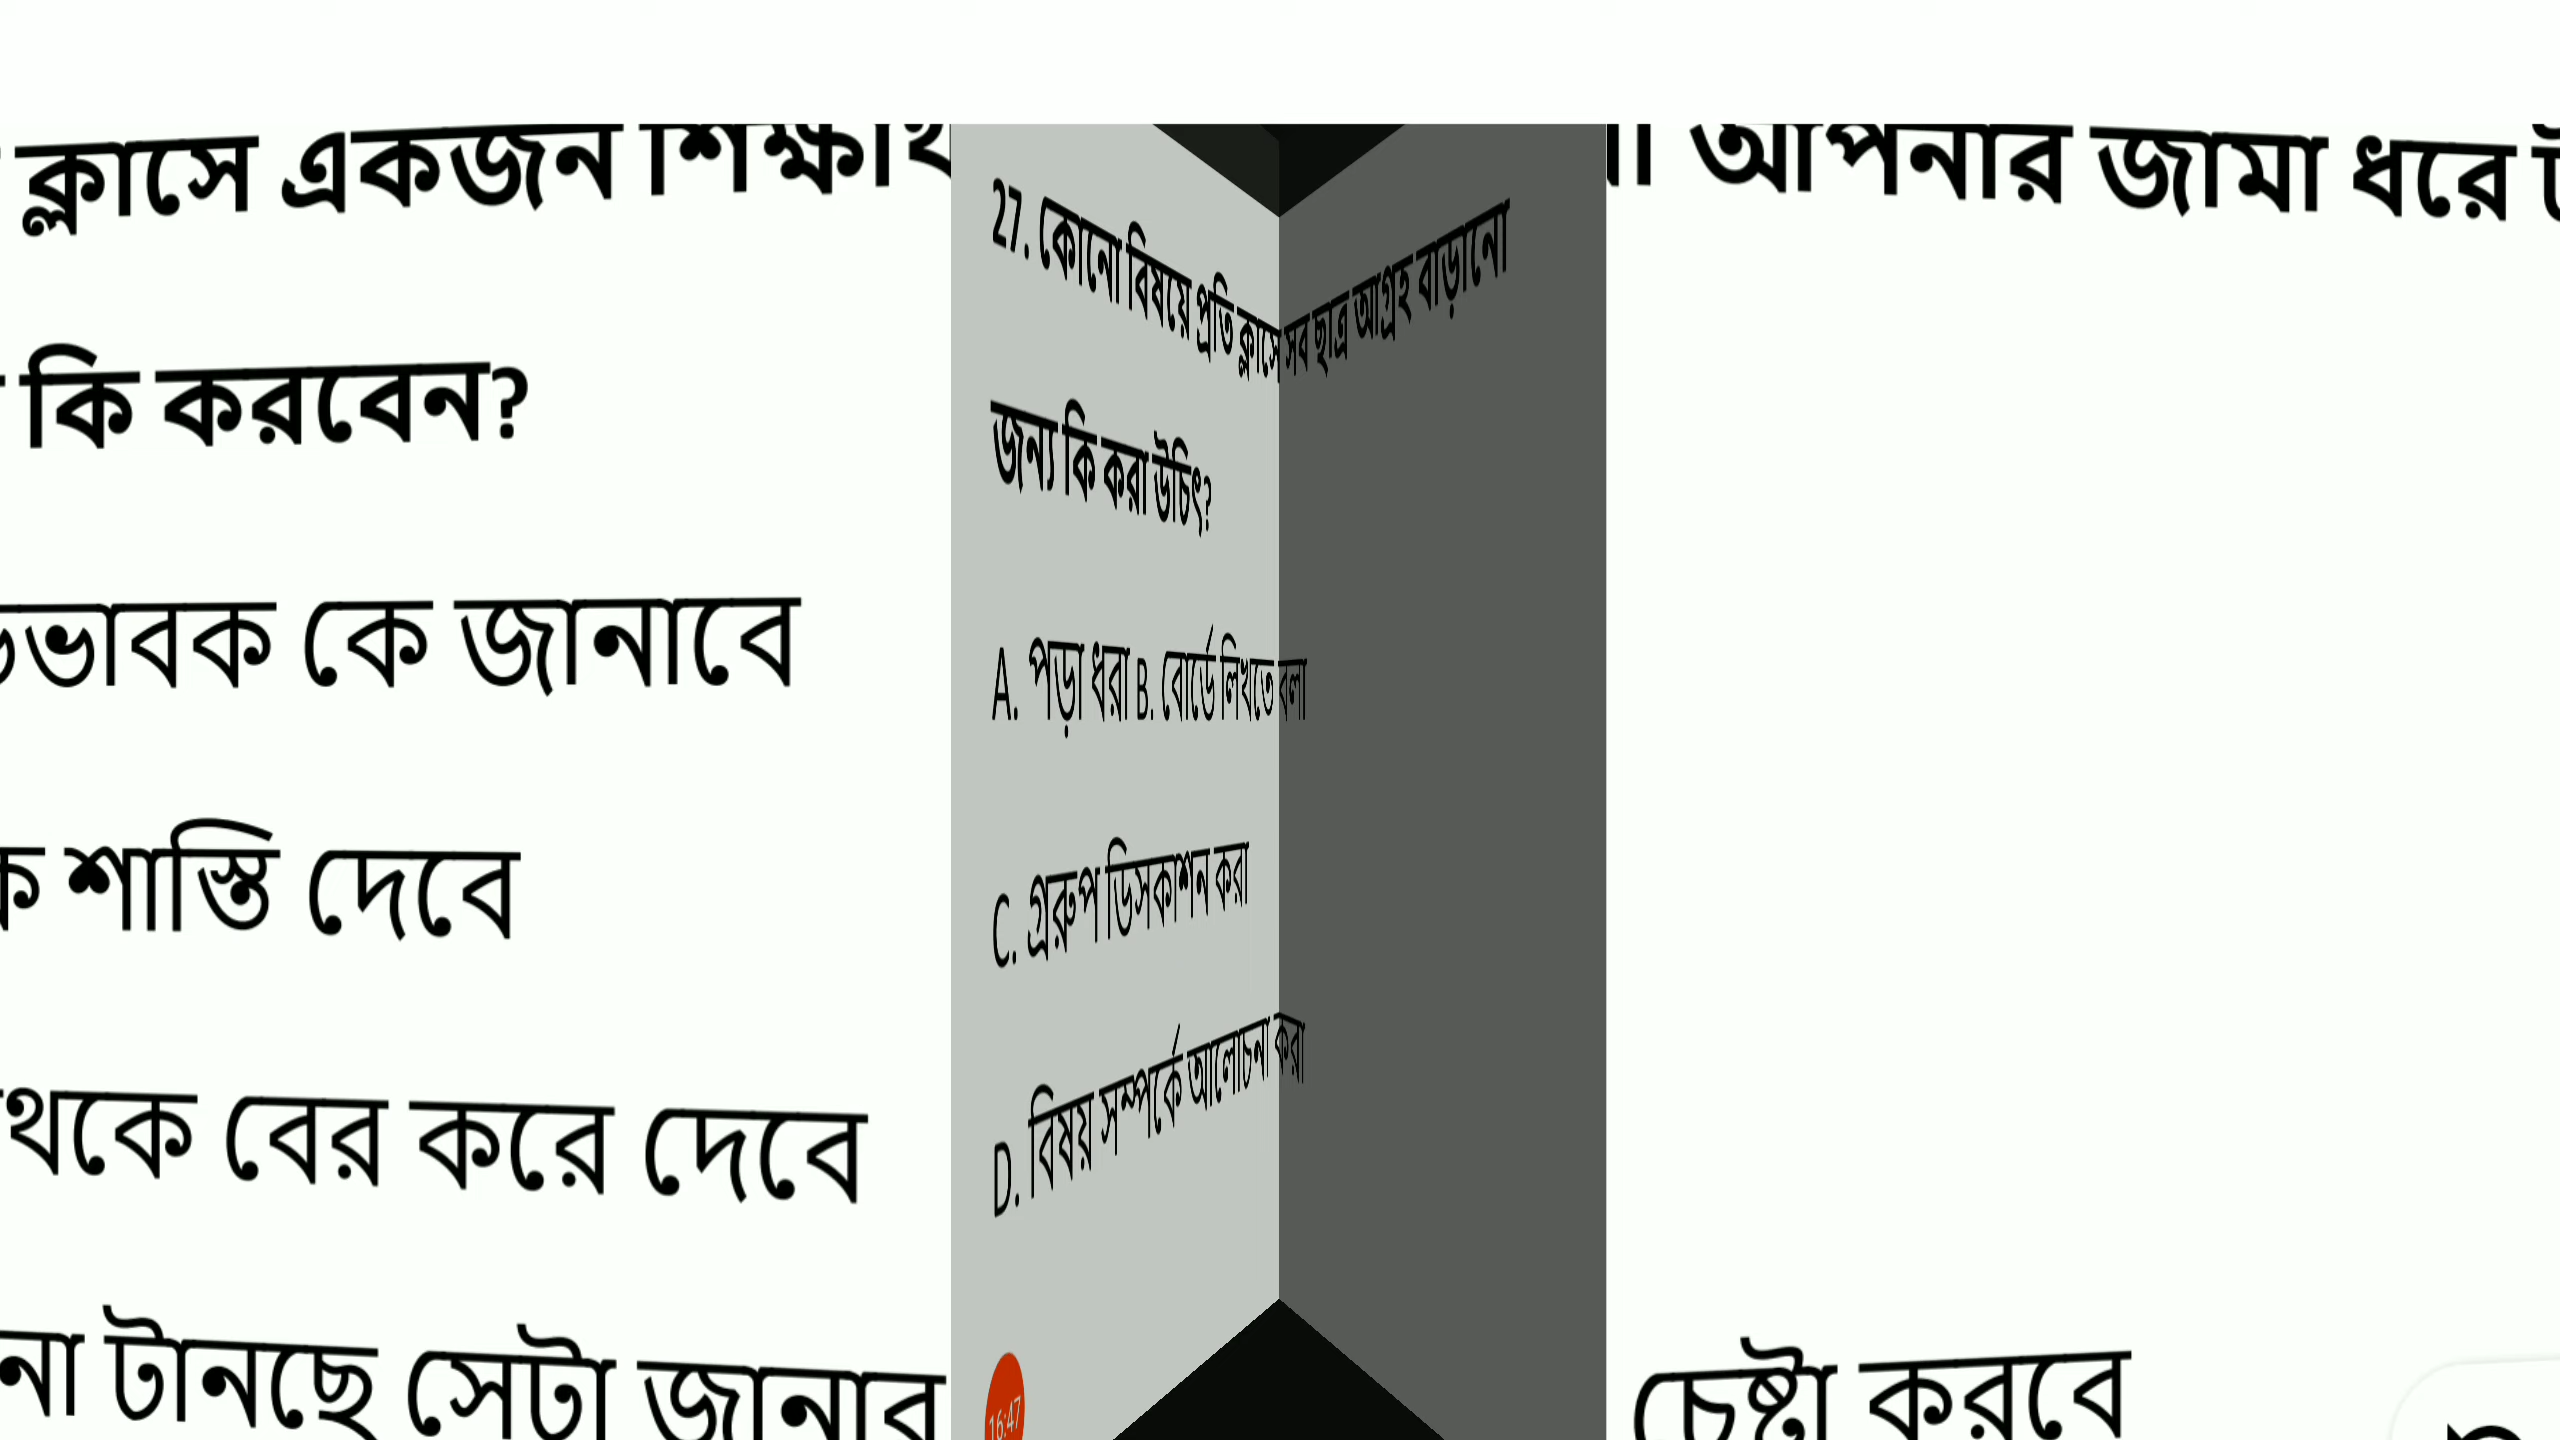 ক্লাসে একজন
আপনার জামা ধরে
কি করবেন?
কে জানাবে
শাস্তি দেবে
বের করে দেবে
টানছে সেটা
চেষ্টা করবে
27. কোনো বিষয়ে প্রতি ক্লাসে সব ছাত্র আগ্রহ বাড়ানো
জন্য কি করা উচিৎ?
A. পড়া ধরা B. বোর্ডে লিখতে বলা
C. গ্রুপ ডিসকাশন করা
D. বিষয় সম্পর্কে আলোচনা করা
16:47